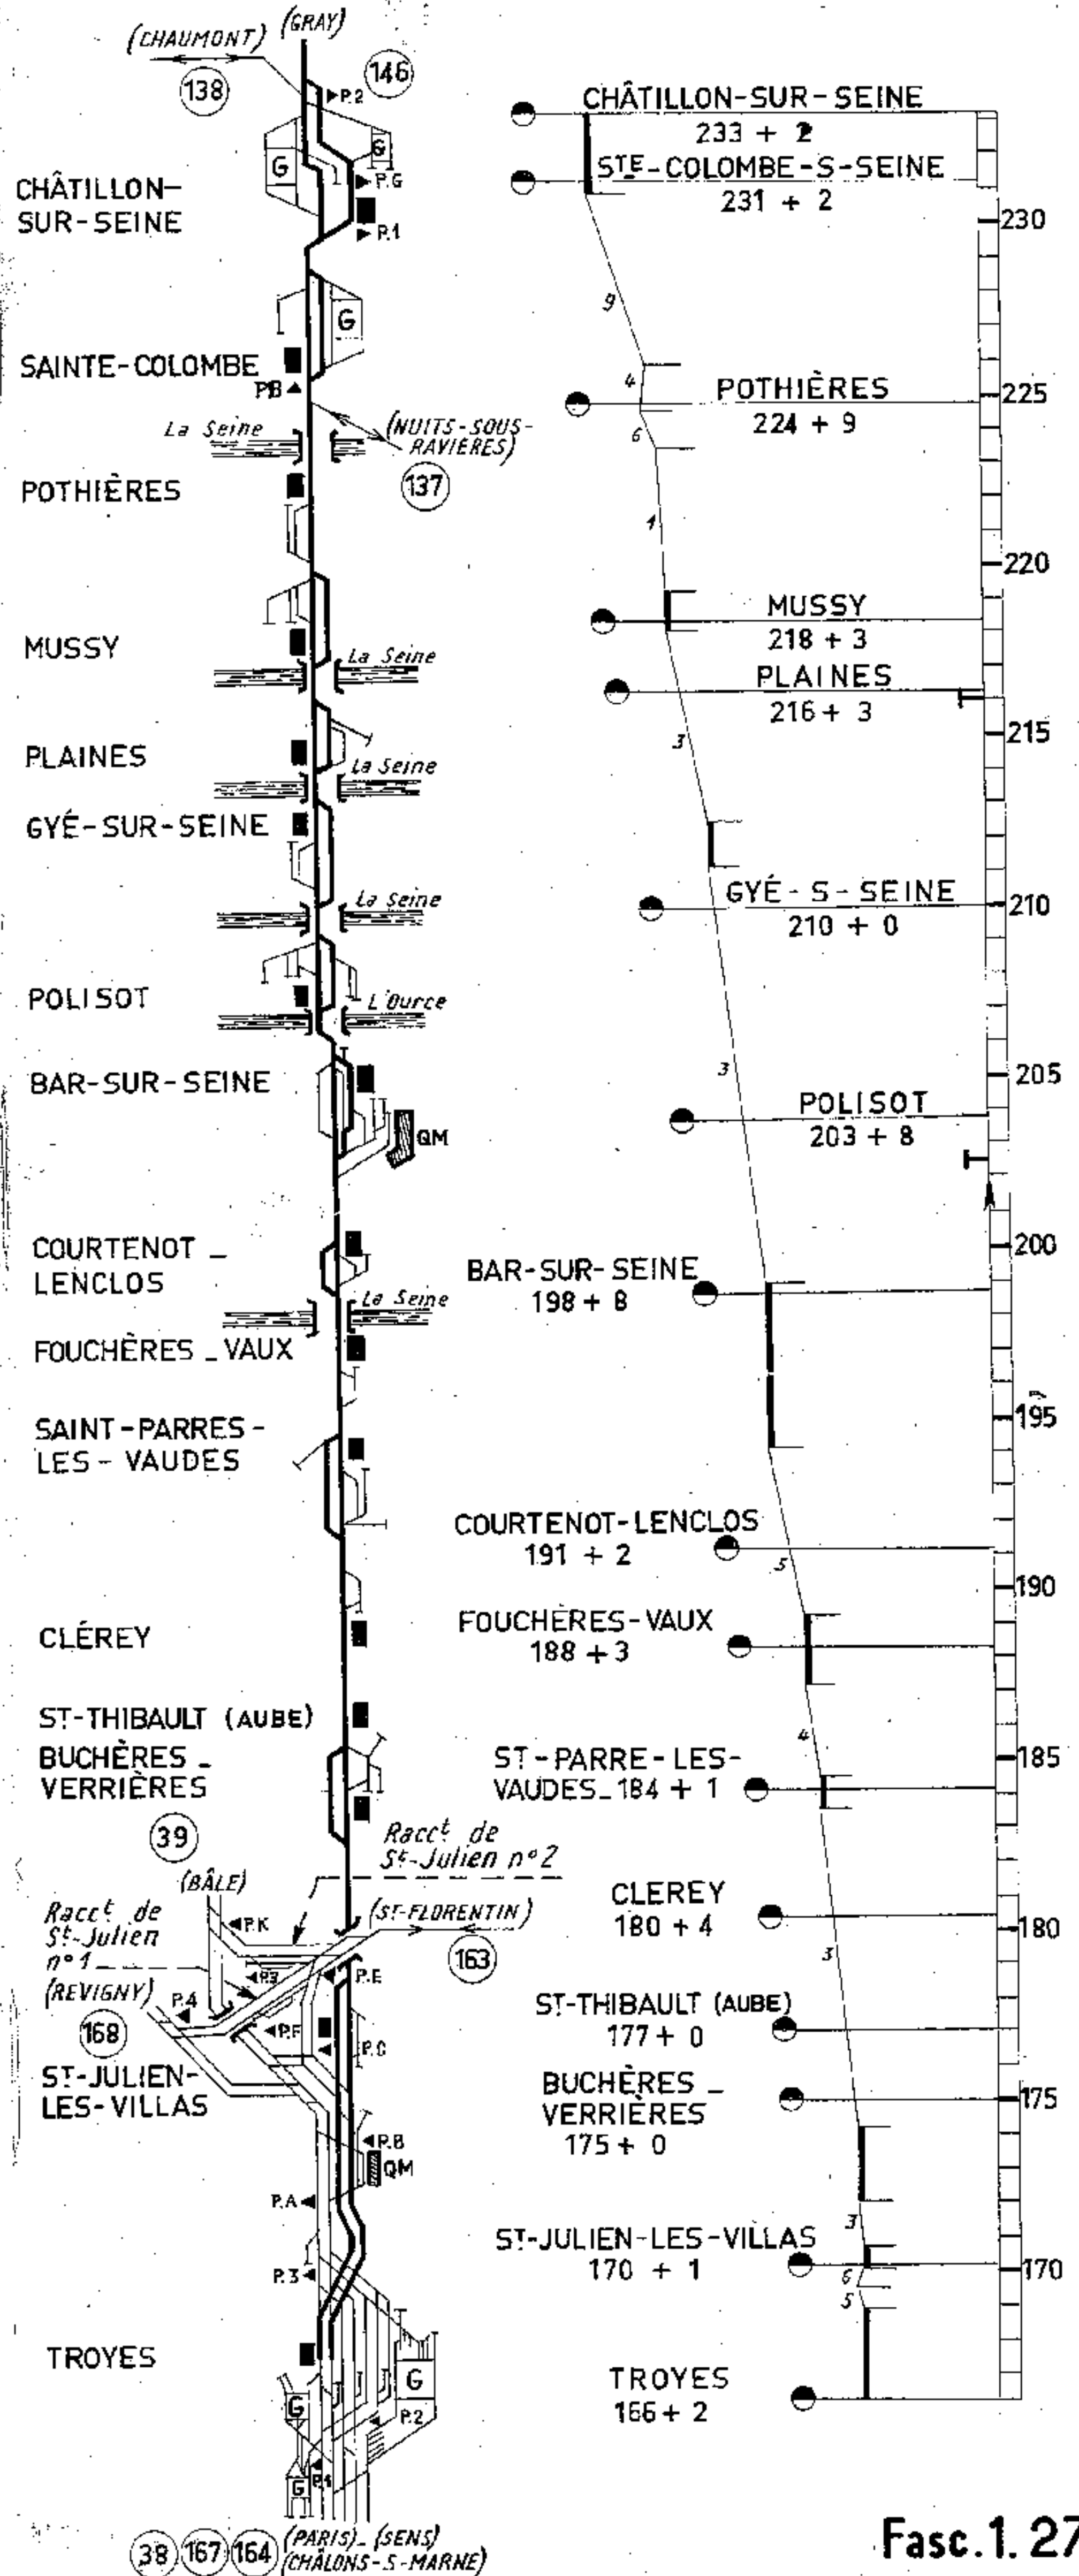 (GRAY)
(CHAUMONT)
138
146
P.2
G
G
P.G
P.1
CHÂTILLON-
SUR-SEINE
G
SAINTE-COLOMBE
PB
La Seine
(NUITS-SOUS-
RAVIÈRES)
137
POTHIÈRES
MUSSY
La Seine
PLAINES
La Seine
GYÉ-SUR-SEINE
La Seine
POLISOT
L'Ource
BAR-SUR-SEINE
QM
COURTENOT_
LENCLOS
La Seine
FOUCHÈRES_VAUX
SAINT-PARRES-
LES-VAUDES
CLÉREY
ST-THIBAULT (AUBE)
BUCHÈRES_
VERRIÈRES
39
Racct de
St-Julien n°2
(BÂLE)
P.K
Racct de
St-Julien
n°1
(ST-FLORENTIN)
163
(REVIGNY)
P.4
P.3
P.E
168
P.F
P.C
ST-JULIEN-
LES-VILLAS
P.B
QM
P.A
P.3
TROYES
G
G
P.2
P.1
G
38 167 164
(PARIS)_(SENS)
(CHÂLONS-S-MARNE)
CHÂTILLON-SUR-SEINE
233 + 2
STE-COLOMBE-S-SEINE
231 + 2
230
9
4
POTHIÈRES
224 + 9
225
6
1
220
MUSSY
218 + 3
PLAINES
216 + 3
215
3
GYÉ-S-SEINE
210 + 0
210
3
205
POLISOT
203 + 8
200
BAR-SUR-SEINE
198 + 8
195
COURTENOT-LENCLOS
191 + 2
5
190
FOUCHÈRES-VAUX
188 + 3
4
185
ST-PARRE-LES-
VAUDES_184 + 1
CLEREY
180 + 4
180
3
ST-THIBAULT (AUBE)
177 + 0
BUCHÈRES_
VERRIÈRES
175 + 0
175
3
ST-JULIEN-LES-VILLAS
170 + 1
170
6
5
TROYES
166 + 2
Fasc.1. 27